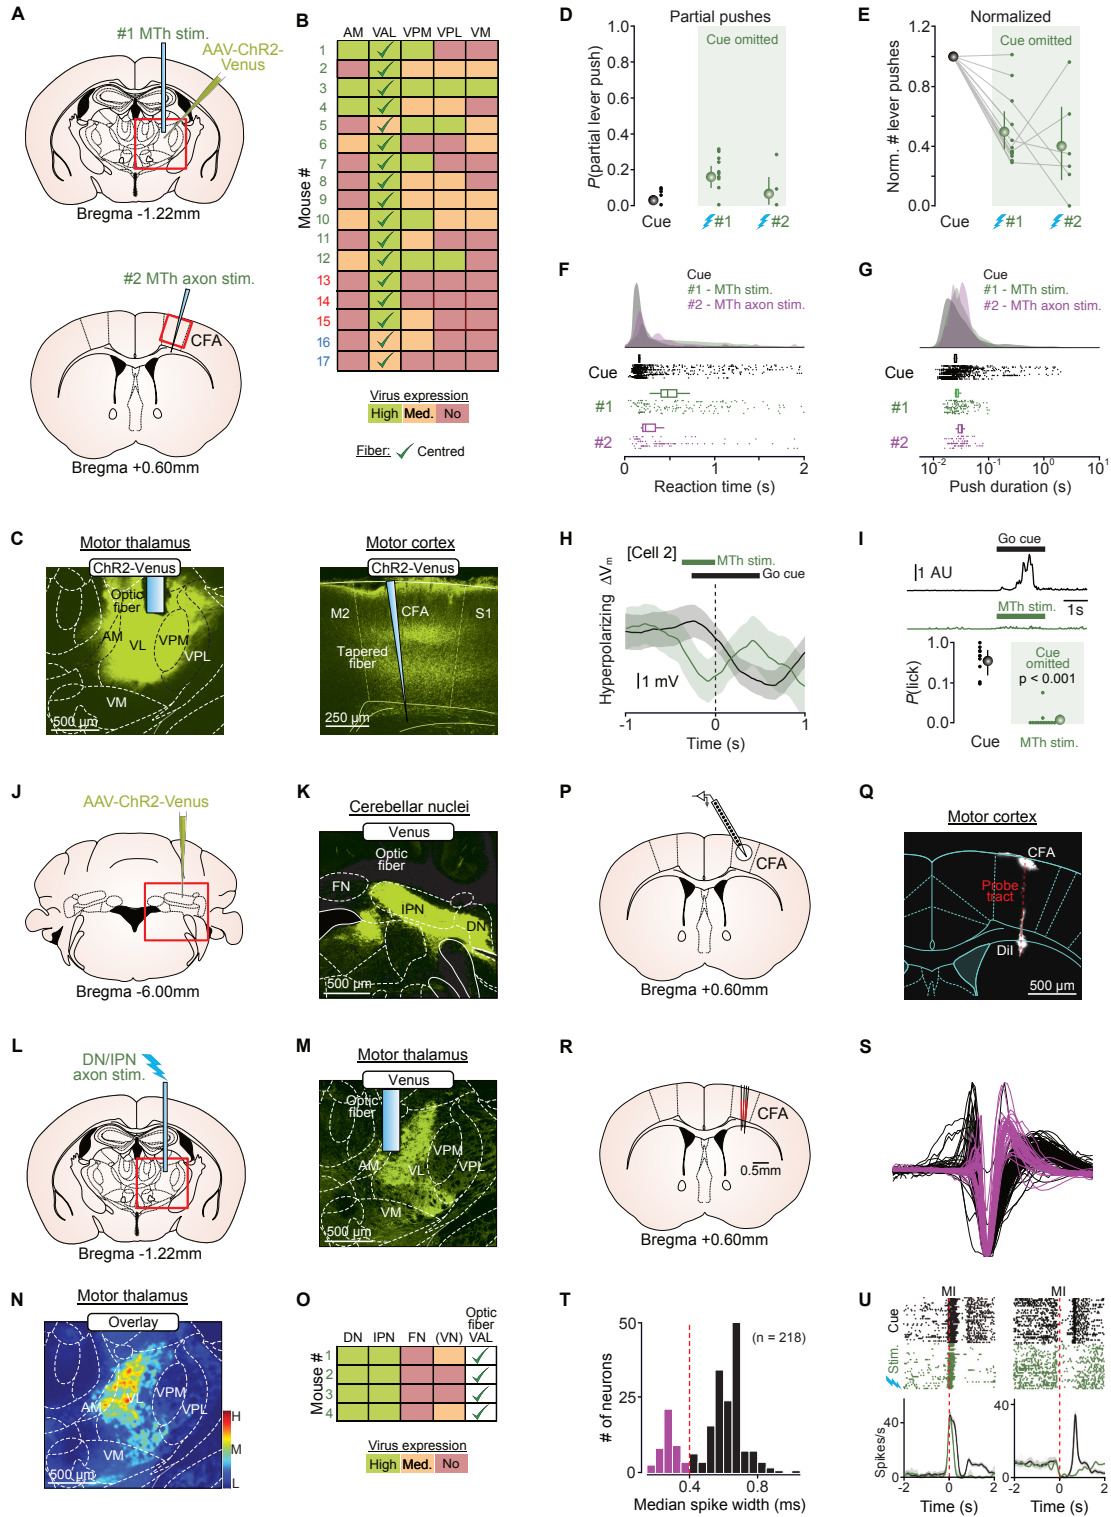 A
#1 MTh stim.
AAV-ChR2-
Venus
Bregma -1.22mm
#2 MTh axon stim.
CFA
Bregma +0.60mm
B
AM VAL VPM VPL VM
Mouse #
1
2
3
4
5
6
7
8
9
10
11
12
13
14
15
16
17
Virus expression
High Med. No
Fiber: ✓ Centred
C
Motor thalamus
ChR2-Venus
Optic
fiber
AM
VL
VPM
VPL
VM
500 µm
Motor cortex
ChR2-Venus
M2
CFA
S1
Tapered
fiber
250 µm
D
Partial pushes
Cue omitted
P(partial lever push)
1.0
0.8
0.6
0.4
0.2
0
Cue
#1
#2
E
Normalized
Cue omitted
Norm. # lever pushes
1.2
0.9
0.6
0.3
0.0
Cue
#1
#2
F
Cue
#1 - MTh stim.
#2 - MTh axon stim.
Cue
#1
#2
0 1 2
Reaction time (s)
G
Cue
#1 - MTh stim.
#2 - MTh axon stim.
Cue
#1
#2
10⁻² 10⁻¹ 10⁰ 10¹
Push duration (s)
H
[Cell 2]
MTh stim.
Go cue
Hyperpolarizing ΔVm
1 mV
-1 0 1
Time (s)
I
Go cue
1 AU
1s
MTh stim.
P(lick)
1.0
0.1
0.0
Cue
omitted
p < 0.001
Cue
MTh stim.
J
AAV-ChR2-Venus
Bregma -6.00mm
K
Cerebellar nuclei
Venus
Optic
fiber
FN
IPN
DN
500 µm
L
DN/IPN
axon stim.
Bregma -1.22mm
M
Motor thalamus
Venus
Optic
fiber
AM
VL
VPM
VPL
VM
500 µm
N
Motor thalamus
Overlay
AM
VL
VPM
VPL
VM
500 µm
H
M
L
O
Optic
fiber
DN IPN FN (VN) VAL
Mouse #
1
2
3
4
Virus expression
High Med. No
P
CFA
Bregma +0.60mm
Q
Motor cortex
CFA
Probe
tract
DiI
500 µm
R
CFA
0.5mm
Bregma +0.60mm
S
T
(n = 218)
# of neurons
50
25
0
0.4 0.8
Median spike width (ms)
U
MI MI
Cue
Stim.
Spikes/s
40
0
40
0
-2 0 2
-2 0 2
Time (s) Time (s)